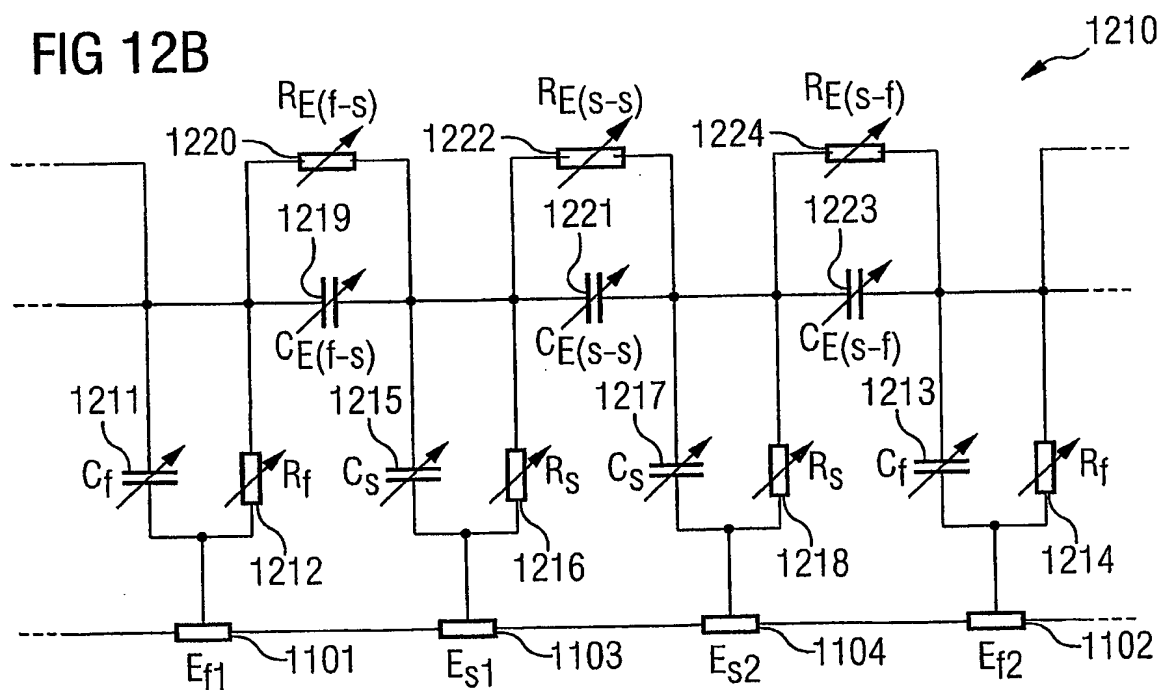 FIG 12B
1210
R_E(f-s)
R_E(s-s)
R_E(s-f)
1220
1222
1224
1219
1221
1223
C_E(f-s)
C_E(s-s)
C_E(s-f)
1211
1215
1217
1213
C_f
R_f
C_s
R_s
C_s
R_s
C_f
R_f
1212
1216
1218
1214
E_f1
1101
E_s1
1103
E_s2
1104
E_f2
1102